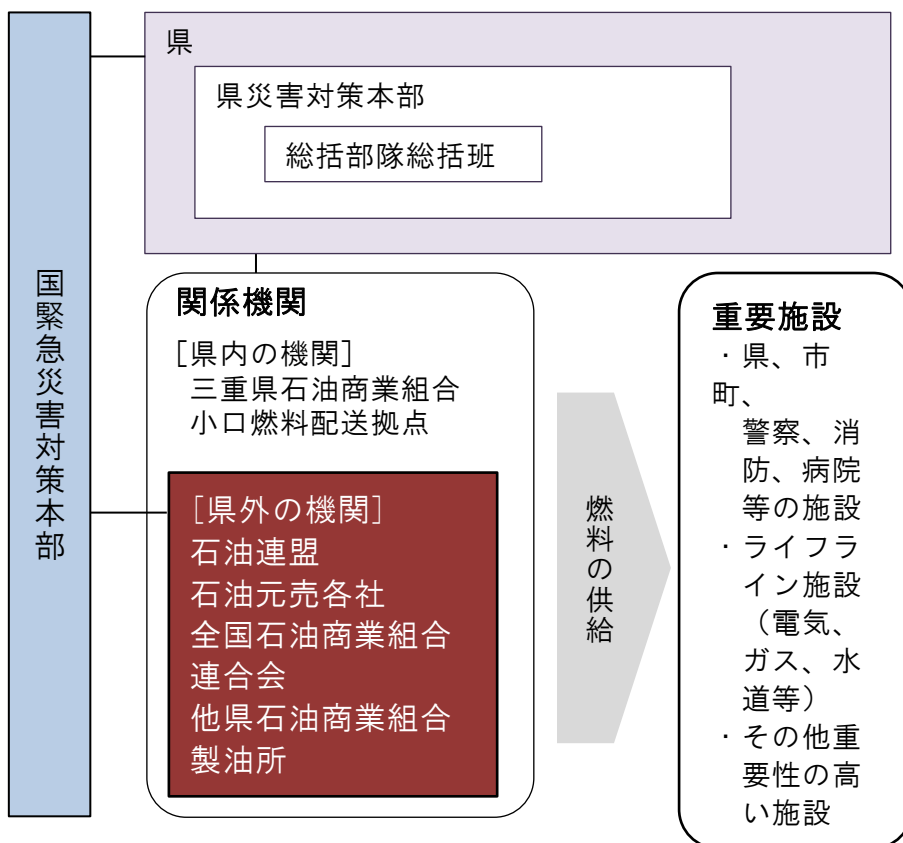 国緊急災害対策本部
県
県災害対策本部
総括部隊総括班
関係機関
[県内の機関]
三重県石油商業組合
小口燃料配送拠点
[県外の機関]
石油連盟
石油元売各社
全国石油商業組合
連合会
他県石油商業組合
製油所
燃料の供給
重要施設
・県、市
町、
警察、消
防、病院
等の施設
・ライフラ
イン施設
（電気、
ガス、水
道等）
・その他重
要性の高
い施設